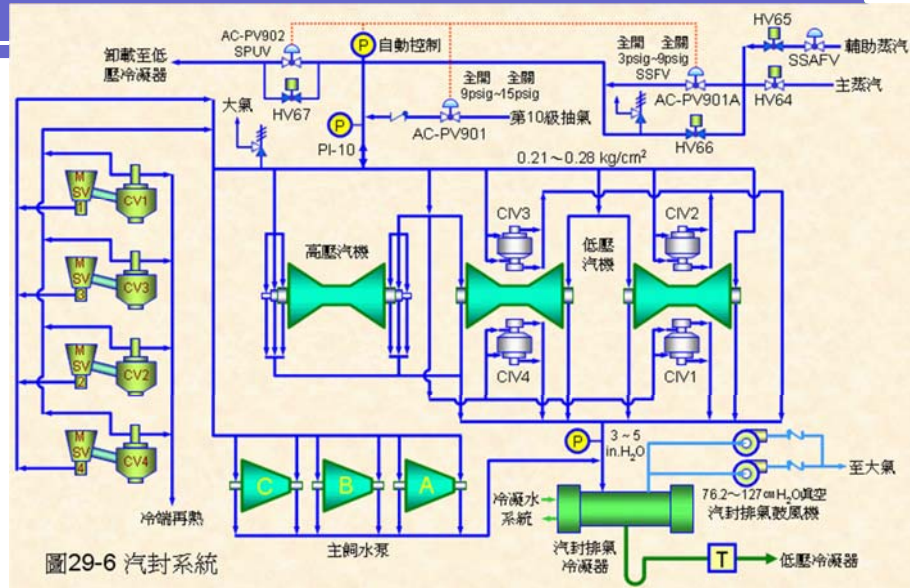 AC-PV902
SPUV
卸載至低
壓冷凝器
P
自動控制
全開 全關
9psig~15psig
全開 全關
3psig~9psig
SSFV
HV65
輔助蒸汽
SSAFV
主蒸汽
HV64
AC-PV901A
大氣
HV67
P
PI-10
AC-PV901
第10級抽氣
HV66
0.21～0.28 kg/cm²
M
SV
1
CV1
M
SV
3
CV3
M
SV
2
CV2
M
SV
4
CV4
高壓汽機
CIV3
低壓
汽機
CIV2
CIV4
CIV1
冷端再熱
C
B
A
主飼水泵
P
3～5
in.H₂O
至大氣
76.2～127㎝H₂O真空
汽封排氣鼓風機
冷凝水
系統
汽封排氣
冷凝器
T
低壓冷凝器
圖29-6 汽封系統